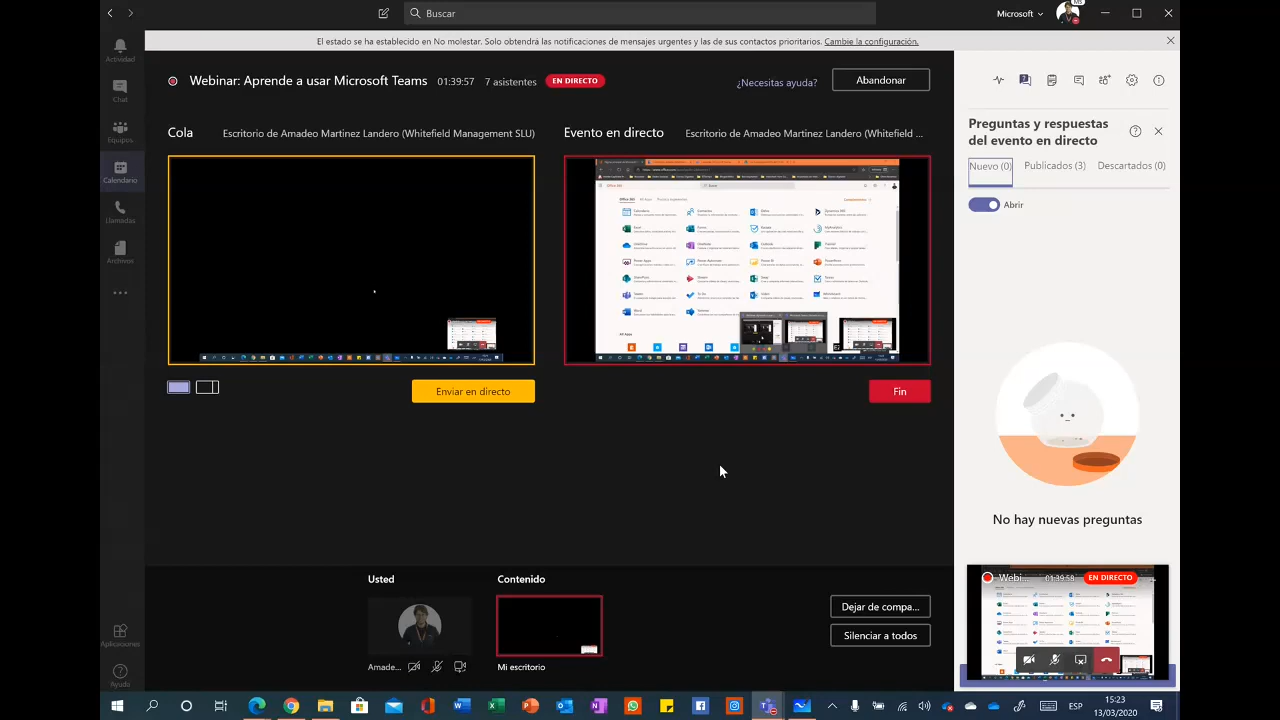 Buscar
Microsoft
El estado se ha establecido en No molestar. Solo obtendrá las notificaciones de mensajes urgentes y las de sus contactos prioritarios. Cambie la configuración.
Actividad
Chat
Equipos
Calendario
Llamadas
Archivos
Aplicaciones
Ayuda
Webinar: Aprende a usar Microsoft Teams 01:39:57 7 asistentes EN DIRECTO
¿Necesitas ayuda?
Abandonar
Cola
Escritorio de Amadeo Martinez Landero (Whitefield Management SLU)
Evento en directo
Escritorio de Amadeo Martinez Landero (Whitefield ...
Office 365
Buscar
Enviar en directo
Fin
Usted
Contenido
Amade...
Mi escritorio
Dejar de compa...
Silenciar a todos
Preguntas y respuestas
del evento en directo
Nuevo (0)
Publicados (3)
Descartados (0)
Abrir
No hay nuevas preguntas
Webi...
01:39:58
EN DIRECTO
ESP
15:23
13/03/2020